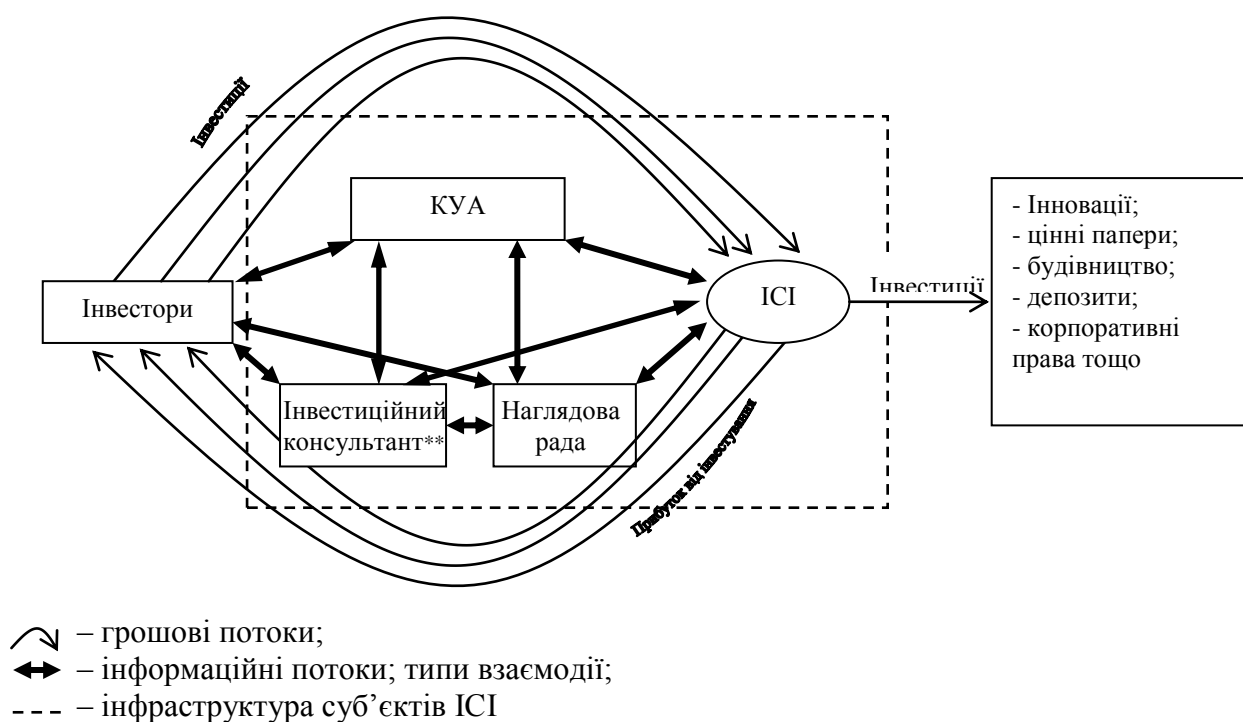 Інвестиції
КУА
Інвестори
ІСІ
Інвестиції
- Інновації;
- цінні папери;
- будівництво;
- депозити;
- корпоративні
права тощо
Інвестиційний
консультант**
Наглядова
рада
Прибуток від інвестування
– грошові потоки;
– інформаційні потоки; типи взаємодії;
– інфраструктура суб’єктів ІСІ